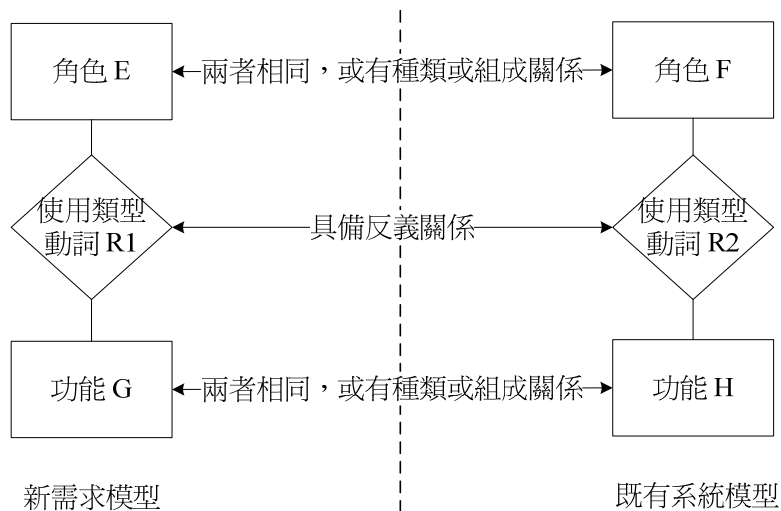 角色 E
兩者相同，或有種類或組成關係
角色 F
使用類型
動詞 R1
具備反義關係
使用類型
動詞 R2
功能 G
兩者相同，或有種類或組成關係
功能 H
新需求模型
既有系統模型